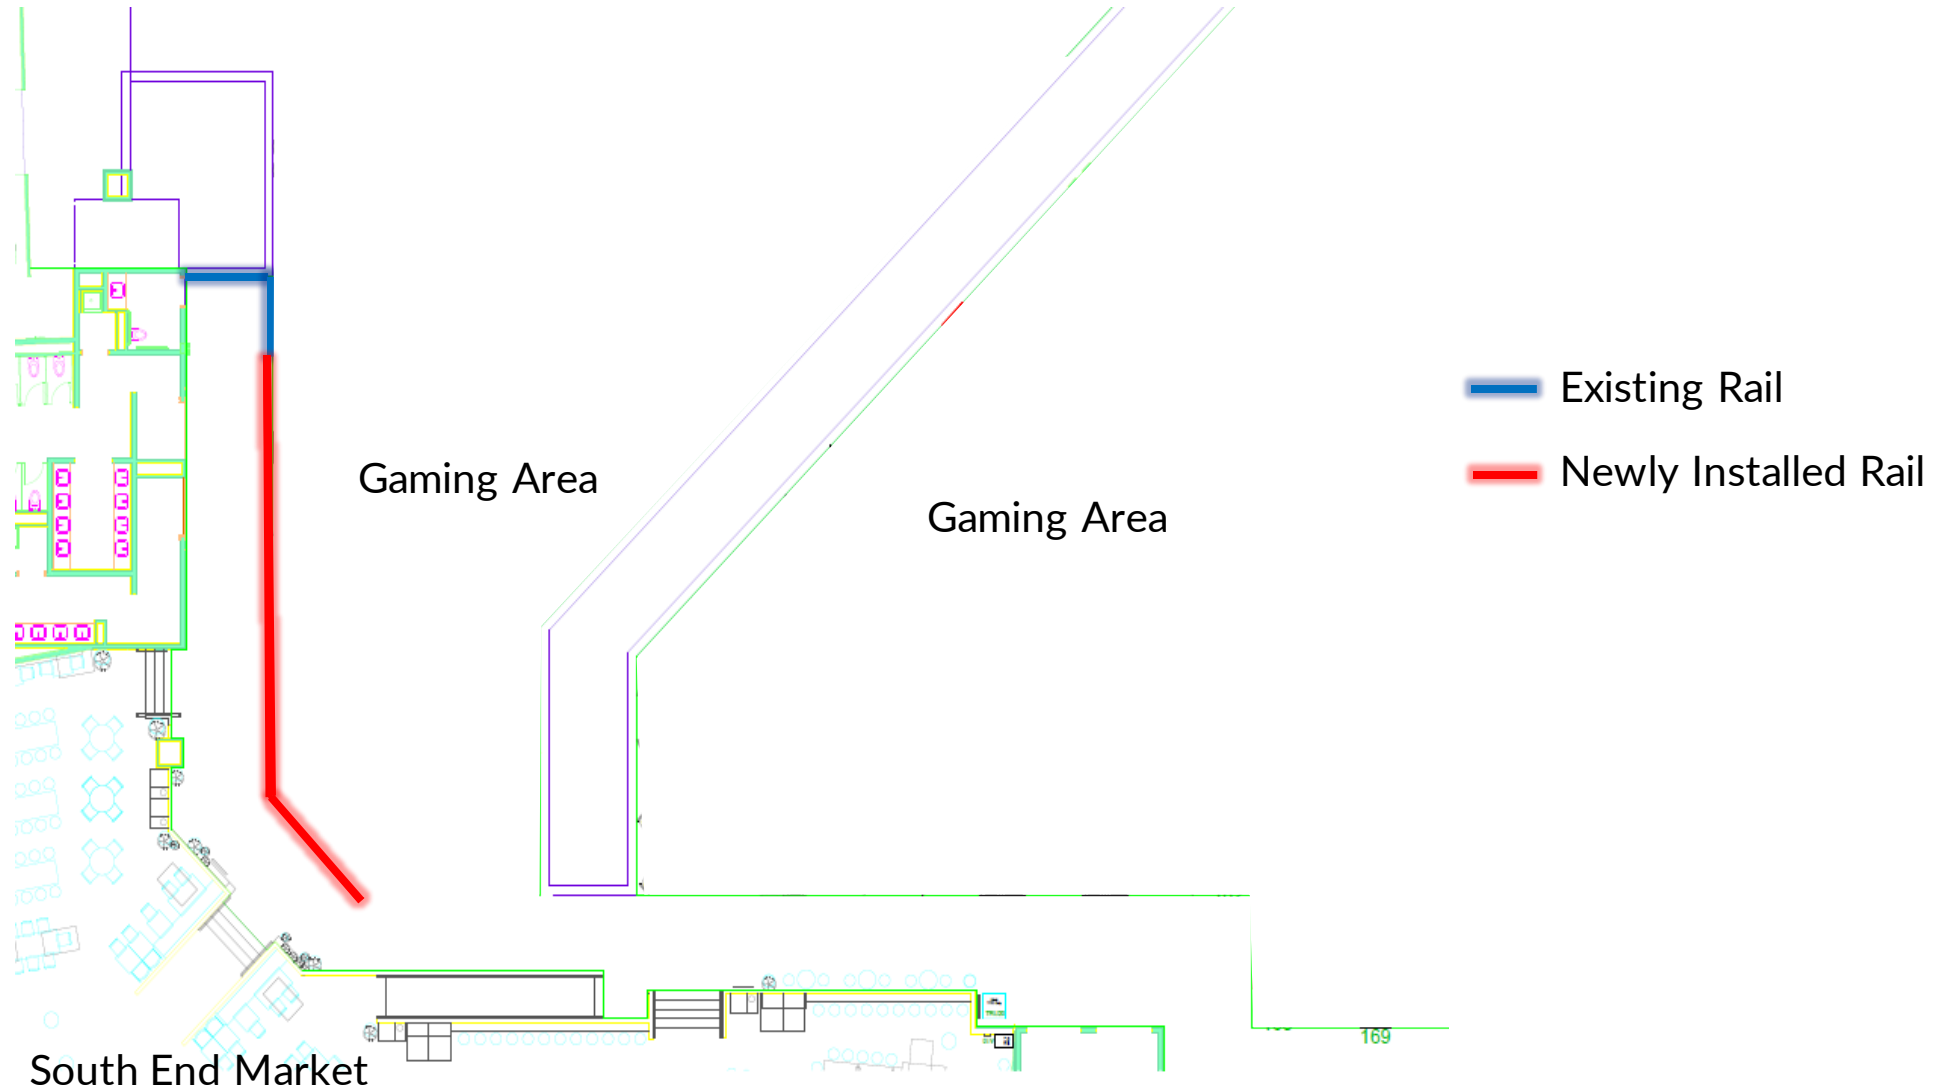 Existing Rail
Newly Installed Rail
Gaming Area
Gaming Area
169
South End Market